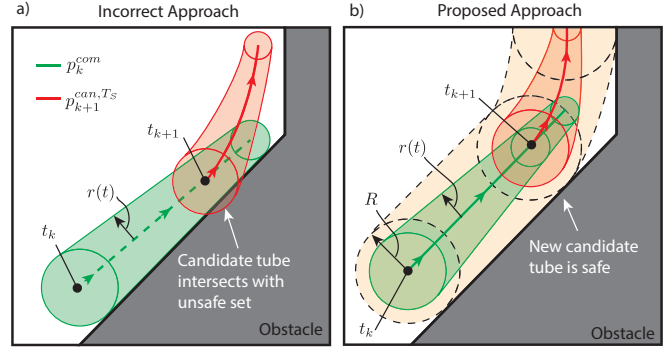 a)
Incorrect Approach
p_k^{com}
p_{k+1}^{can,T_S}
t_{k+1}
r(t)
t_k
Candidate tube
intersects with
unsafe set
Obstacle
b)
Proposed Approach
t_{k+1}
r(t)
R
New candidate
tube is safe
t_k
Obstacle